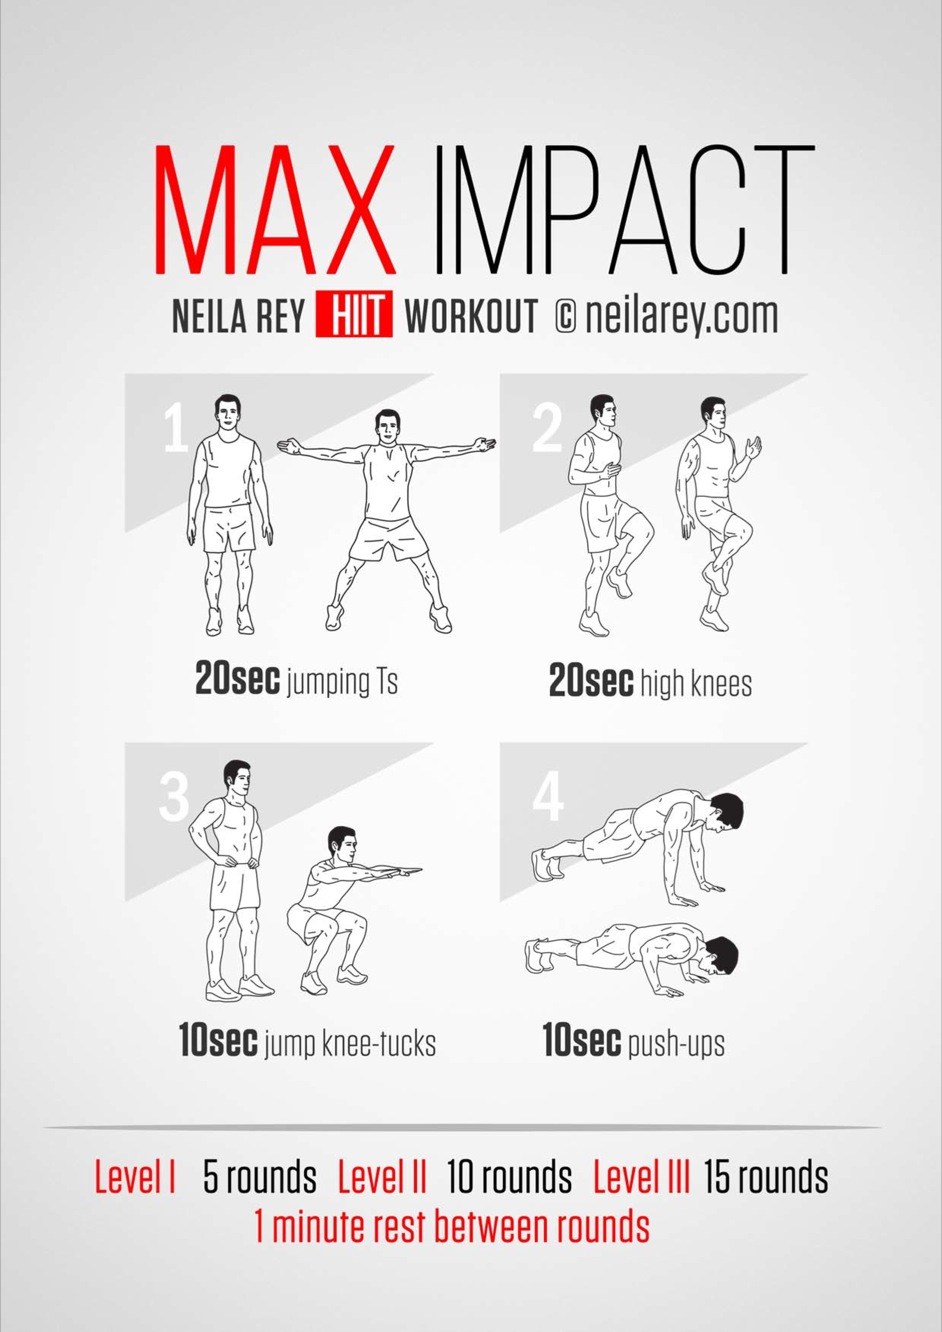 MAX IMPACT
NEILA REY HIIT WORKOUT © neilarey.com
1
2
20sec jumping Ts
20sec high knees
3
4
10sec jump knee-tucks
10sec push-ups
Level I 5 rounds Level II 10 rounds Level III 15 rounds
1 minute rest between rounds